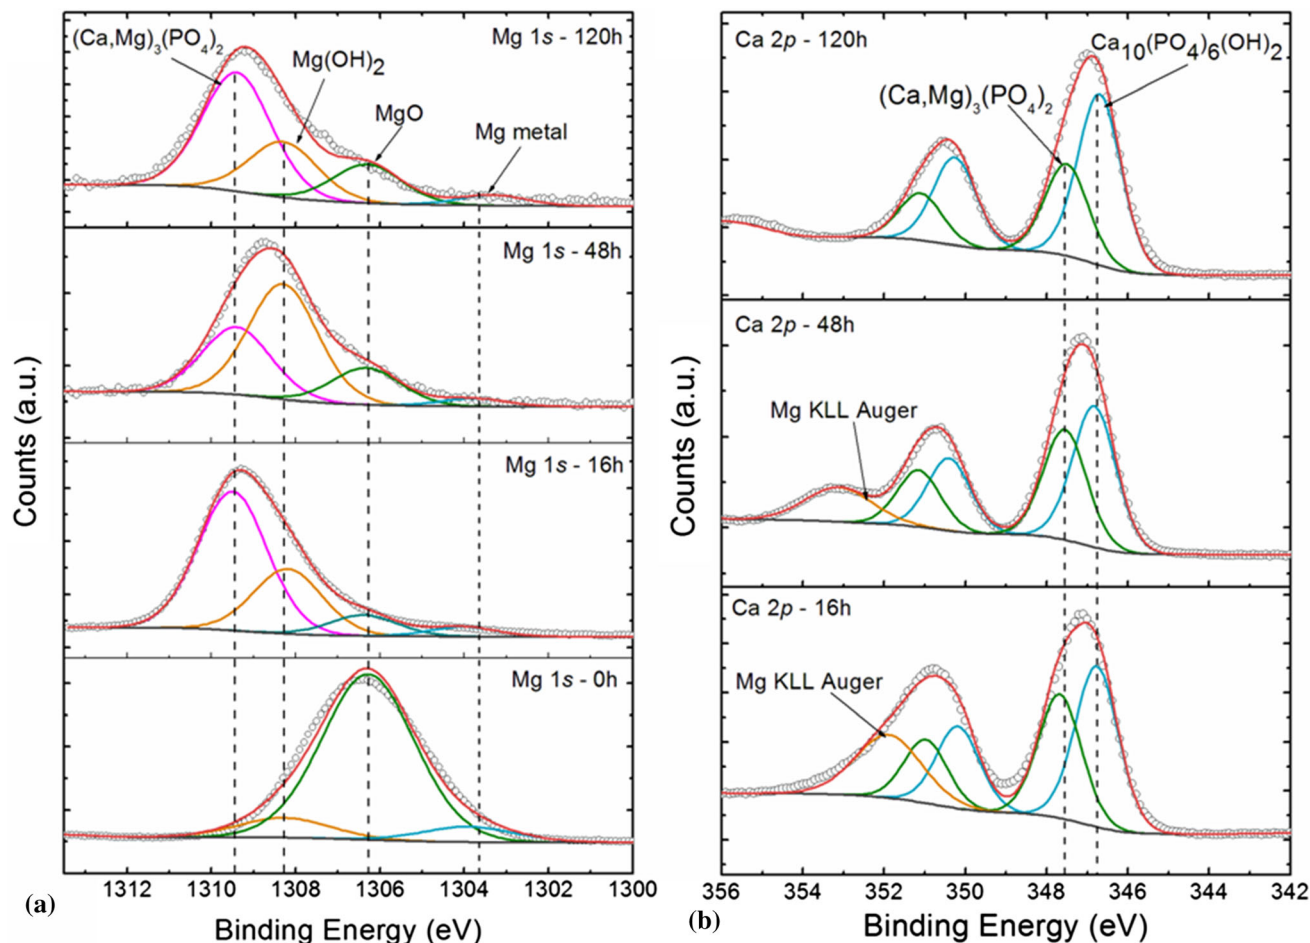 (Ca,Mg)₃(PO₄)₂
Mg 1s - 120h
Mg(OH)₂
MgO
Mg metal
Mg 1s - 48h
Mg 1s - 16h
Mg 1s - 0h
Counts (a.u.)
1312 1310 1308 1306 1304 1302 1300
(a)
Binding Energy (eV)
Ca 2p - 120h
Ca₁₀(PO₄)₆(OH)₂
(Ca,Mg)₃(PO₄)₂
Ca 2p - 48h
Mg KLL Auger
Ca 2p - 16h
Mg KLL Auger
Counts (a.u.)
356 354 352 350 348 346 344 342
(b)
Binding Energy (eV)